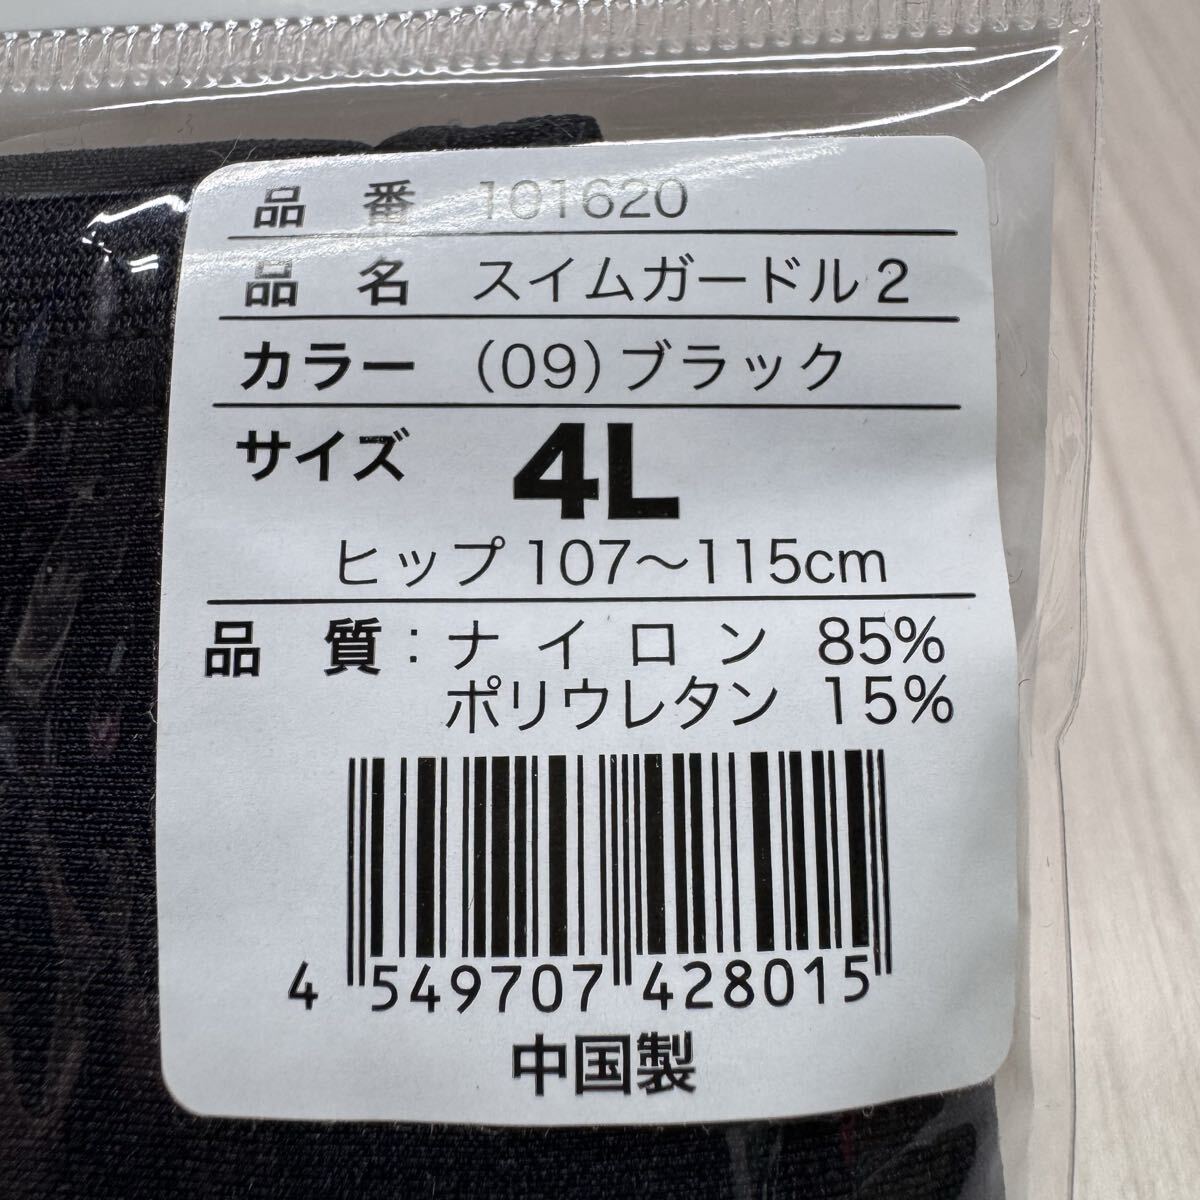 品番 101620
品名 スイムガードル2
カラー (09)ブラック
サイズ 4L
ヒップ107〜115cm
品質:ナイロン 85%
ポリウレタン 15%
4 549707 428015
中国製